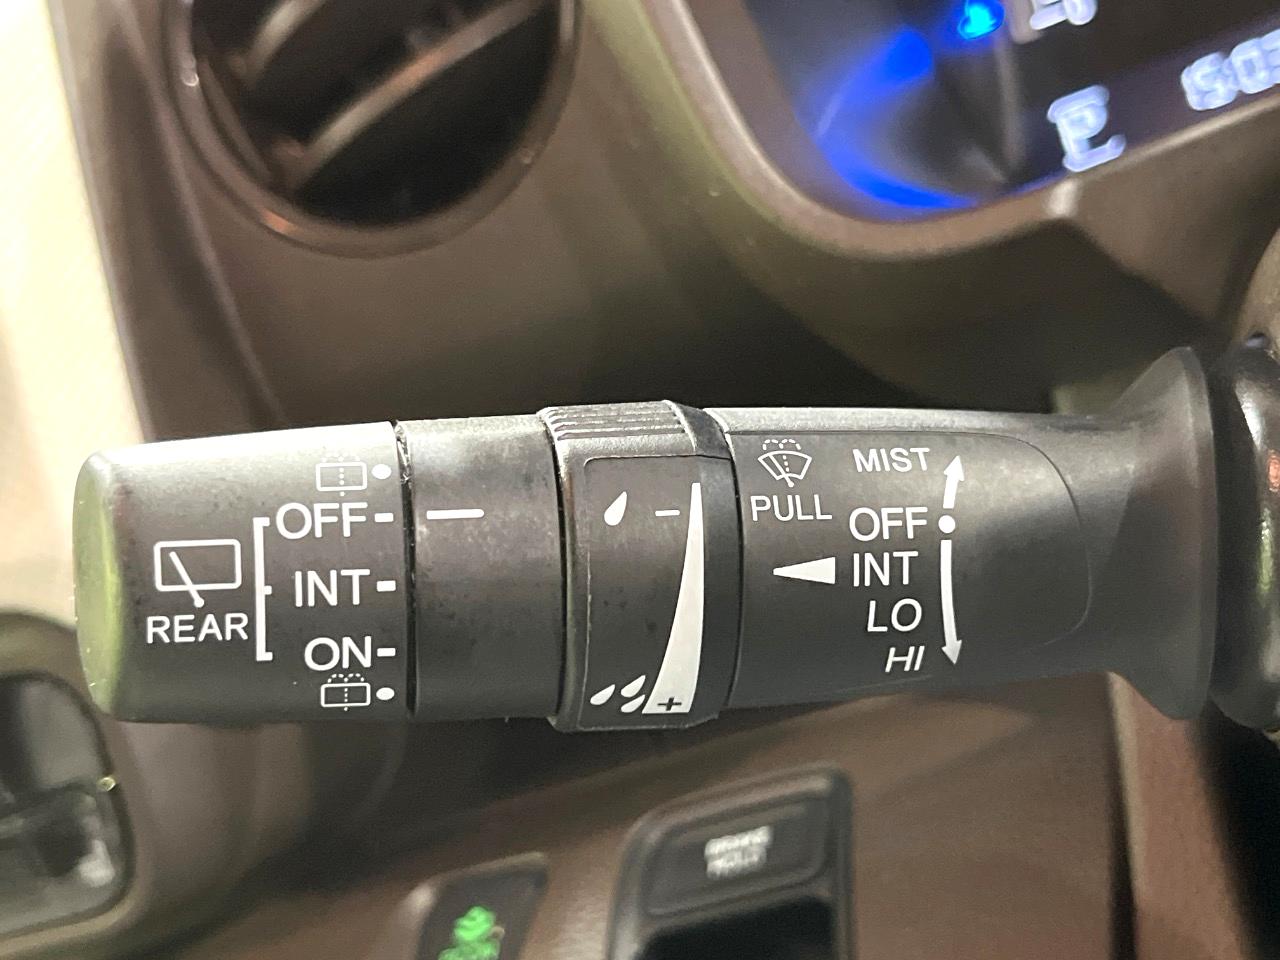 P
OFF
INT
REAR
ON
-
+
PULL
MIST
OFF
INT
LO
HI